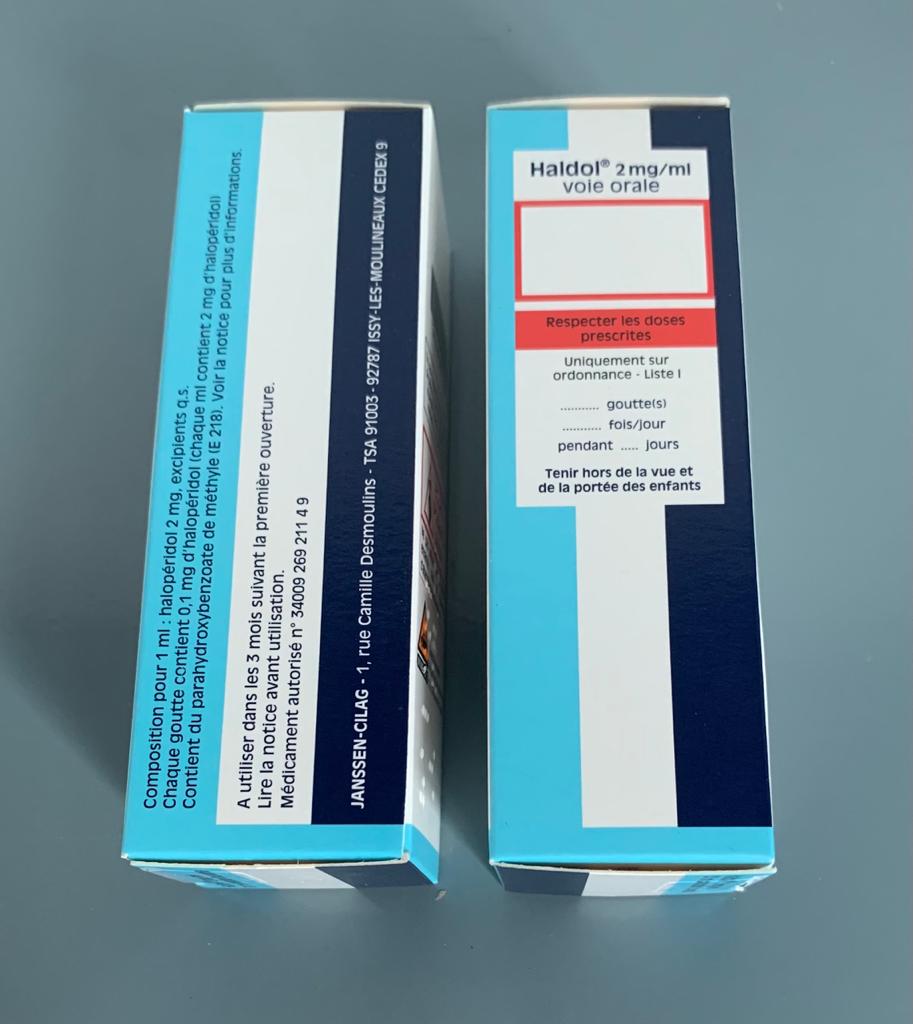 Composition pour 1 ml : halopéridol 2 mg, excipients q.s.
Chaque goutte contient 0,1 mg d'halopéridol (chaque ml contient 2 mg d'halopéridol)
Contient du parahydroxybenzoate de méthyle (E 218). Voir la notice pour plus d'informations.
A utiliser dans les 3 mois suivant la première ouverture.
Lire la notice avant utilisation.
Médicament autorisé n° 34009 269 211 4 9
JANSSEN-CILAG - 1, rue Camille Desmoulins - TSA 91003 - 92787 ISSY-LES-MOULINEAUX CEDEX 9
Haldol® 2 mg/ml
voie orale
Respecter les doses
prescrites
Uniquement sur
ordonnance - Liste I
........... goutte(s)
........... fois/jour
pendant ..... jours
Tenir hors de la vue et
de la portée des enfants